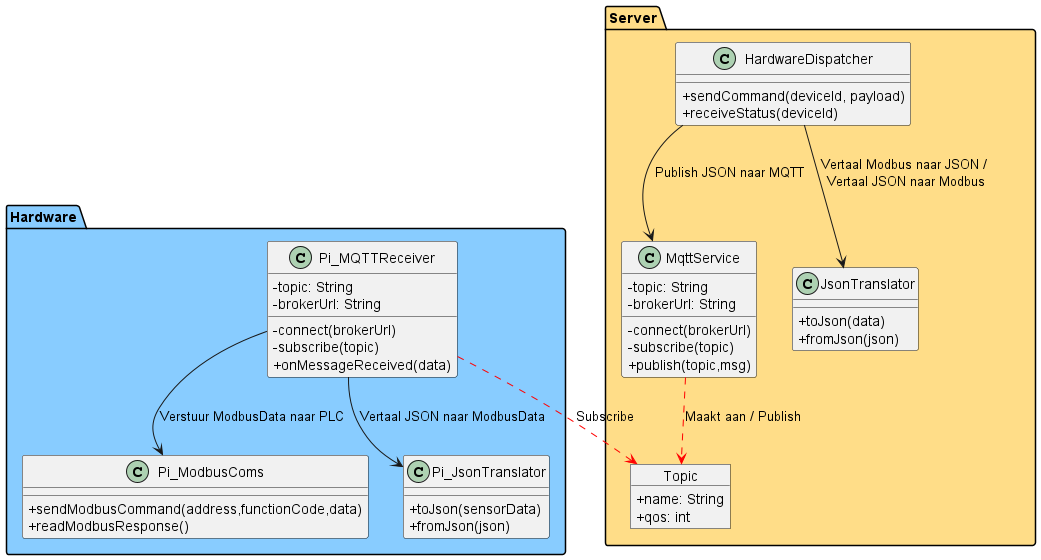 Server
C HardwareDispatcher
+sendCommand(deviceId, payload)
+receiveStatus(deviceId)
Publish JSON naar MQTT
Vertaal Modbus naar JSON /
Vertaal JSON naar Modbus
Hardware
C Pi_MQTTReceiver
-topic: String
-brokerUrl: String
-connect(brokerUrl)
-subscribe(topic)
+onMessageReceived(data)
C MqttService
-topic: String
-brokerUrl: String
-connect(brokerUrl)
-subscribe(topic)
+publish(topic,msg)
C JsonTranslator
+toJson(data)
+fromJson(json)
Verstuur ModbusData naar PLC
Vertaal JSON naar ModbusData
Subscribe
Maakt aan / Publish
C Pi_ModbusComs
+sendModbusCommand(address,functionCode,data)
+readModbusResponse()
C Pi_JsonTranslator
+toJson(sensorData)
+fromJson(json)
Topic
+name: String
+qos: int